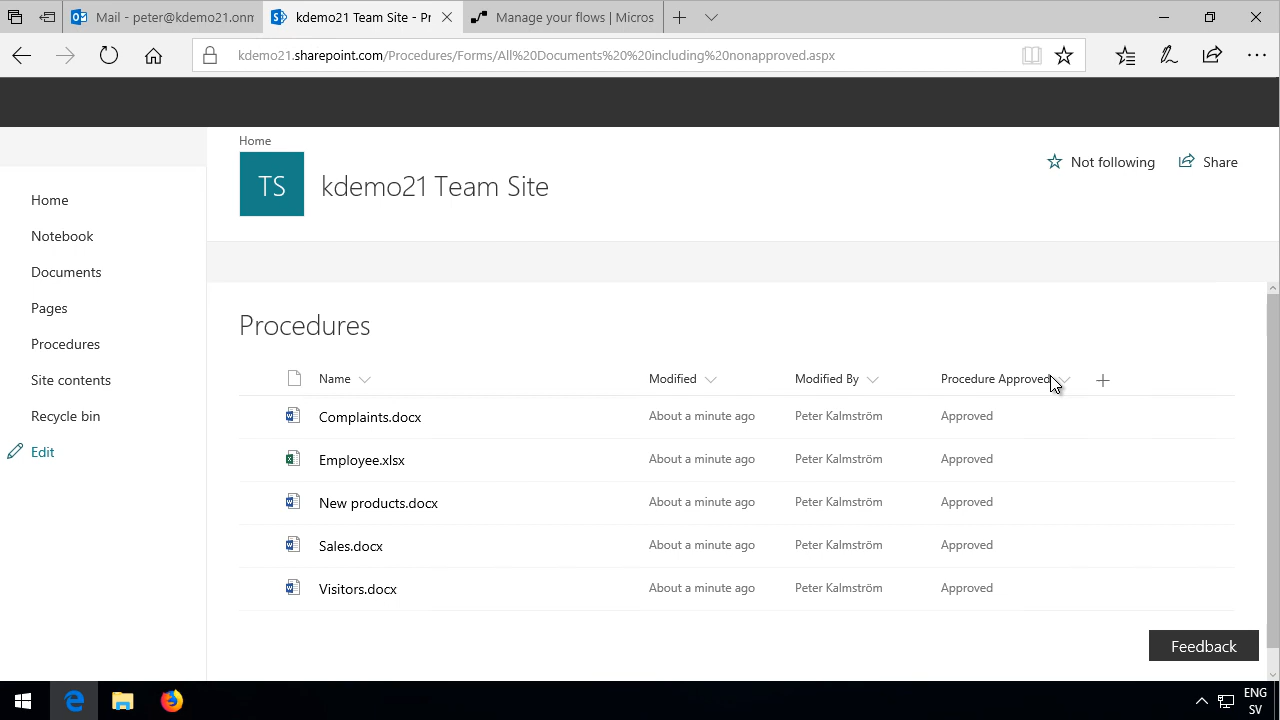 Mail - peter@kdemo21.onm
kdemo21 Team Site - Pr
Manage your flows | Micros
kdemo21.sharepoint.com/Procedures/Forms/All%20Documents%20%20including%20nonapproved.aspx
Home
TS
kdemo21 Team Site
Not following
Share
Home
Notebook
Documents
Pages
Procedures
Site contents
Recycle bin
Edit
Procedures
Name
Modified
Modified By
Procedure Approved
Complaints.docx
About a minute ago
Peter Kalmström
Approved
Employee.xlsx
About a minute ago
Peter Kalmström
Approved
New products.docx
About a minute ago
Peter Kalmström
Approved
Sales.docx
About a minute ago
Peter Kalmström
Approved
Visitors.docx
About a minute ago
Peter Kalmström
Approved
Feedback
ENG
SV